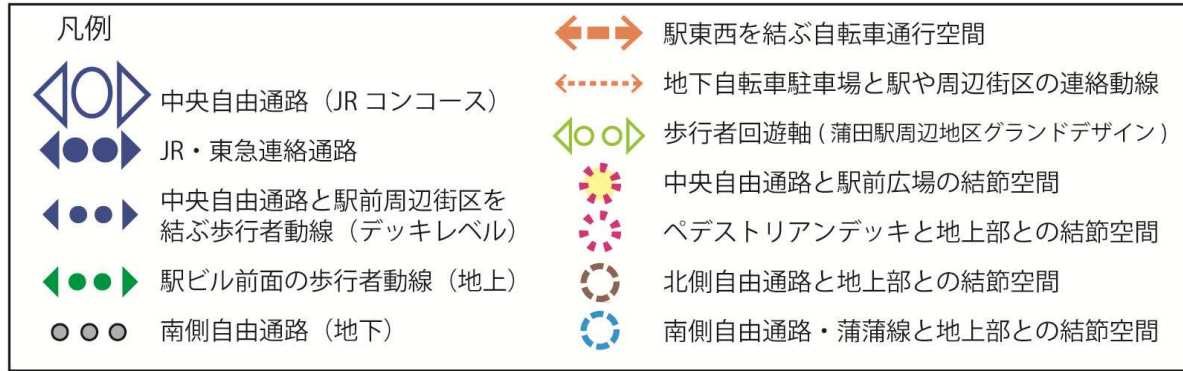 凡例
中央自由通路（JR コンコース）
JR・東急連絡通路
中央自由通路と駅前周辺街区を
結ぶ歩行者動線（デッキレベル）
駅ビル前面の歩行者動線（地上）
南側自由通路（地下）
駅東西を結ぶ自転車通行空間
地下自転車駐車場と駅や周辺街区の連絡動線
歩行者回遊軸 ( 蒲田駅周辺地区グランドデザイン )
中央自由通路と駅前広場の結節空間
ペデストリアンデッキと地上部との結節空間
北側自由通路と地上部との結節空間
南側自由通路・蒲蒲線と地上部との結節空間